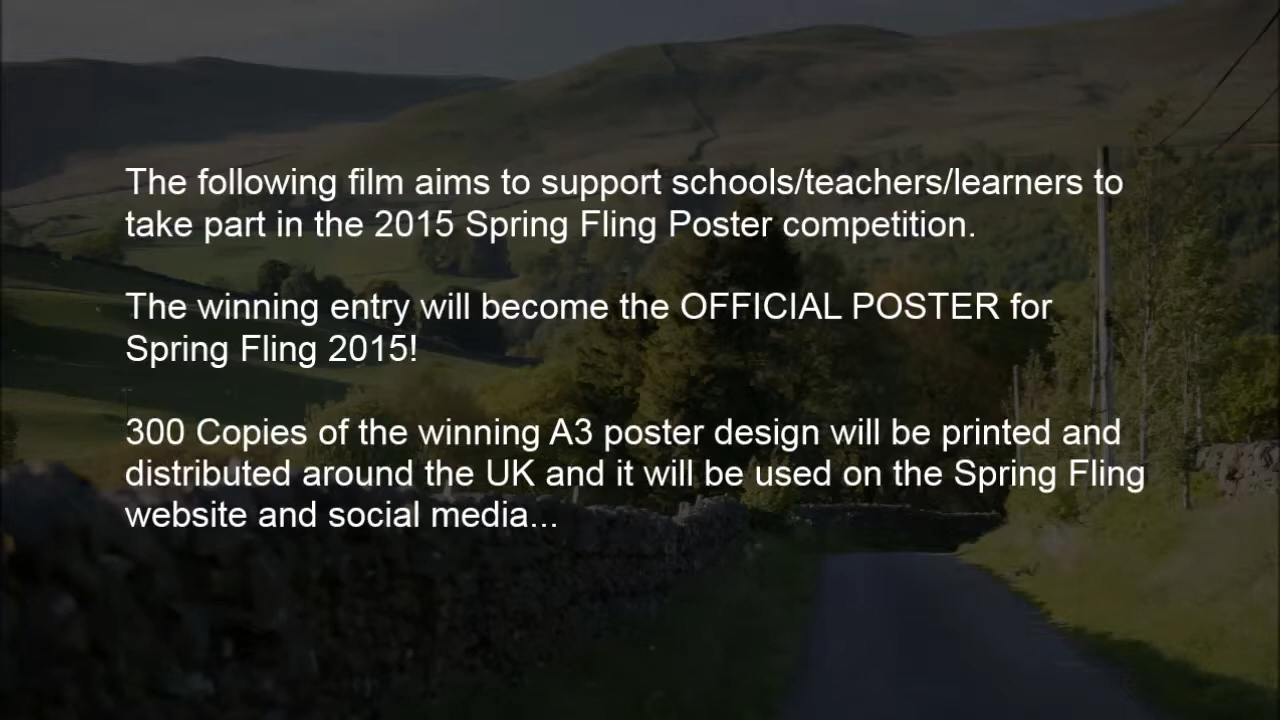 The following film aims to support schools/teachers/learners to
take part in the 2015 Spring Fling Poster competition.
The winning entry will become the OFFICIAL POSTER for
Spring Fling 2015!
300 Copies of the winning A3 poster design will be printed and
distributed around the UK and it will be used on the Spring Fling
website and social media...